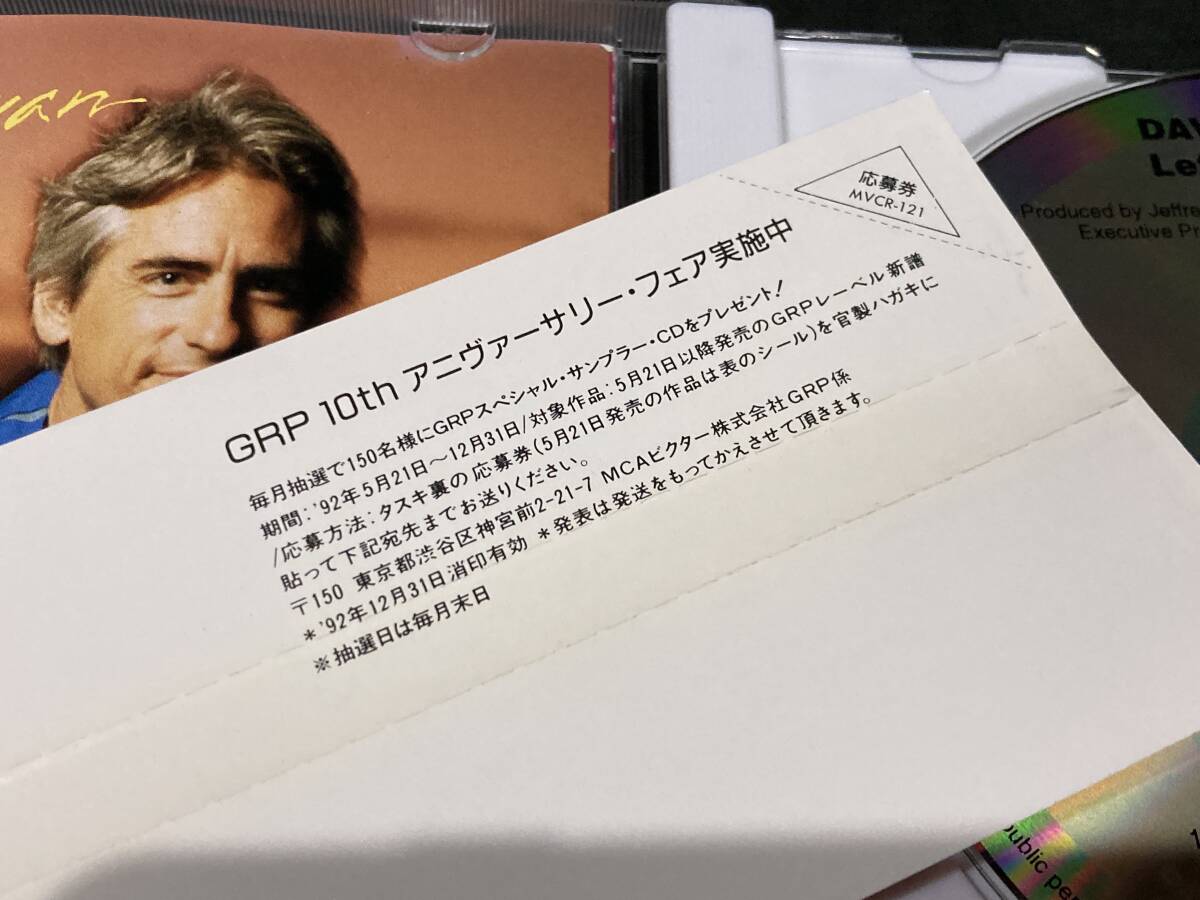 応募券
MVCR-121
GRP 10th アニヴァーサリー・フェア実施中
毎月抽選で150名様にGRPスペシャル・サンプラー・CDをプレゼント!
期間:'92年5月21日〜12月31日/対象作品:5月21日以降発売のGRPレーベル新譜
/応募方法:タスキ裏の応募券(5月21日発売の作品は表のシール)を官製ハガキに
貼って下記宛先までお送りください。
〒150 東京都渋谷区神宮前2-21-7 MCAビクター株式会社GRP係
*'92年12月31日消印有効 *発表は発送をもってかえさせて頂きます。
※抽選日は毎月末日
Produced by
Executive
public